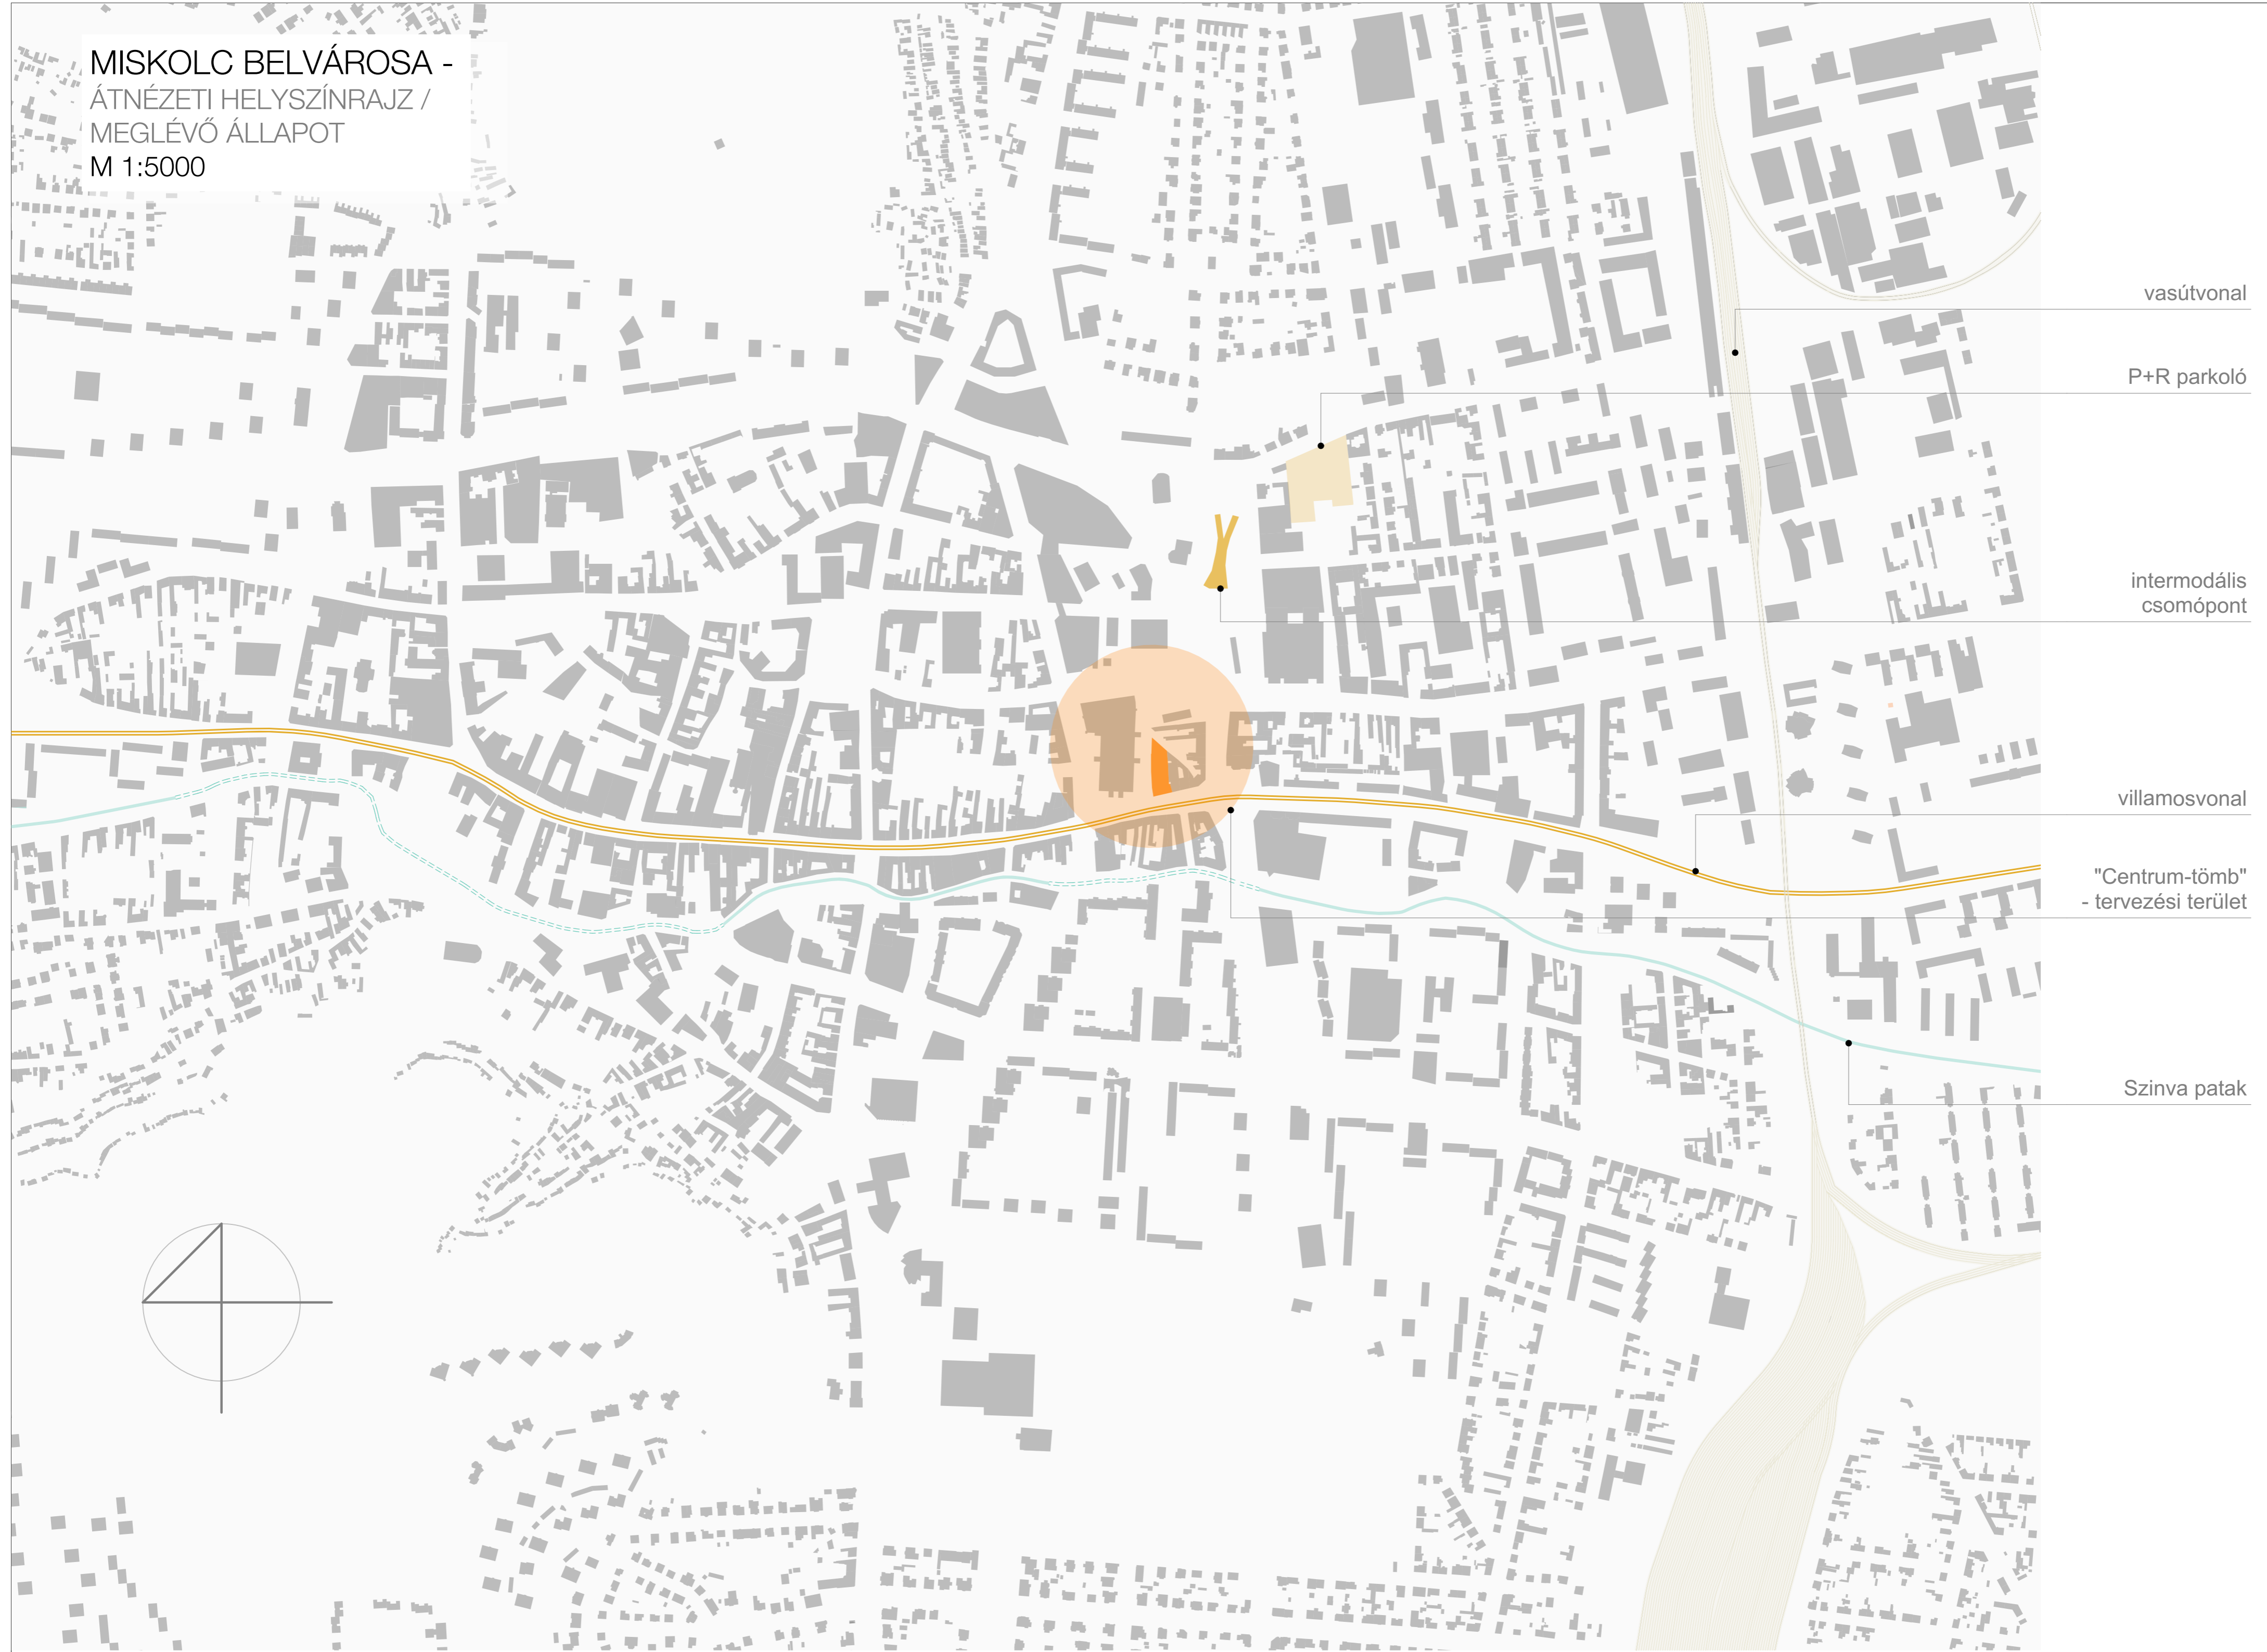 MISKOLC BELVÁROSA -
ÁTNÉZETI HELYSZÍNRAJZ /
MEGLÉVŐ ÁLLAPOT
M 1:5000
vasútvonal
P+R parkoló
intermodális
csomópont
villamosvonal
"Centrum-tömb"
- tervezési terület
Szinva patak